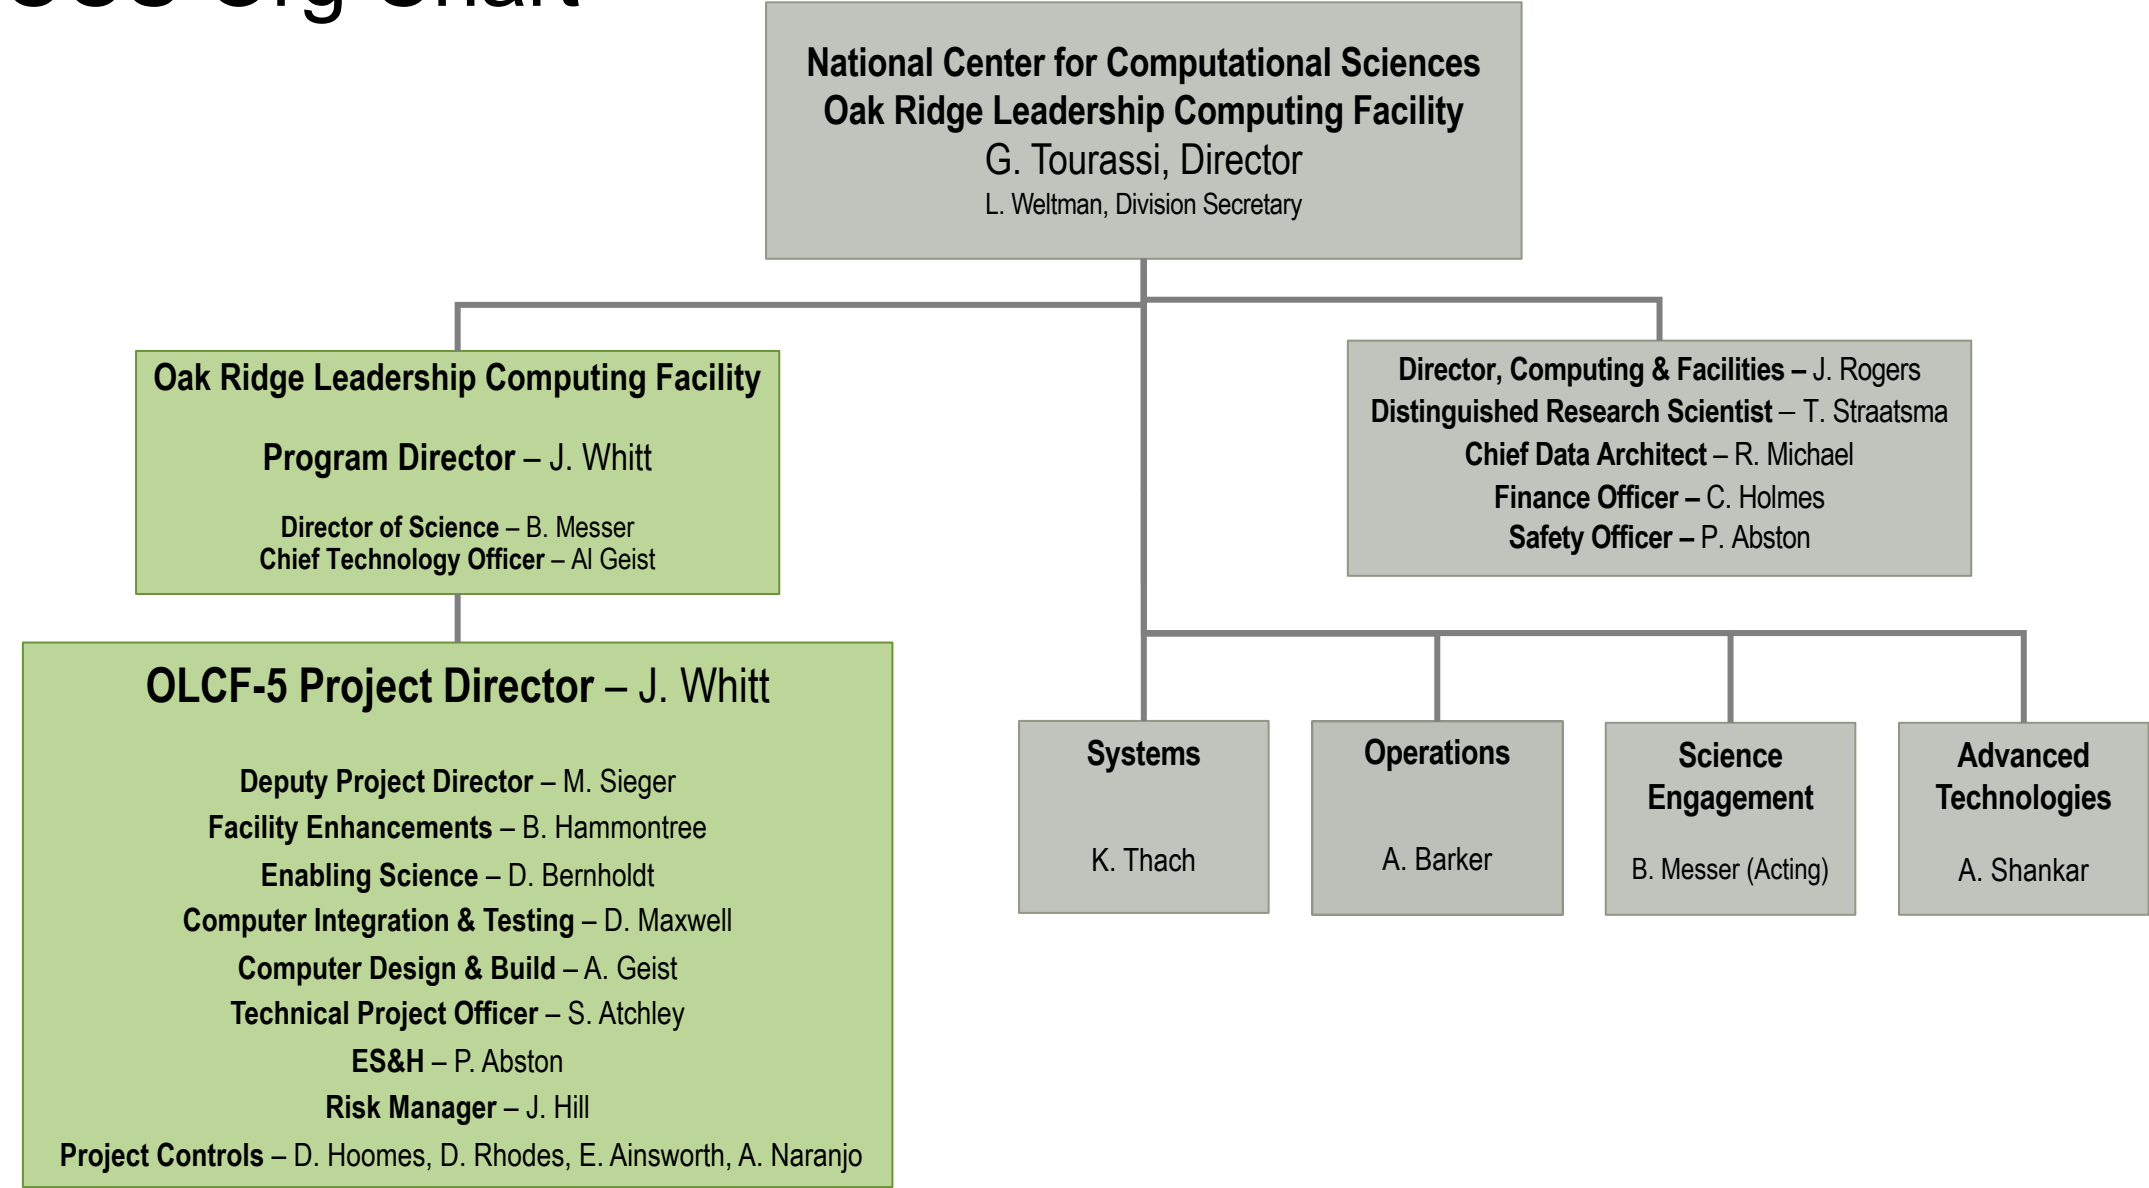 Org Chart
National Center for Computational Sciences
Oak Ridge Leadership Computing Facility
G. Tourassi, Director
L. Weltman, Division Secretary
Oak Ridge Leadership Computing Facility
Program Director – J. Whitt
Director of Science – B. Messer
Chief Technology Officer – Al Geist
Director, Computing & Facilities – J. Rogers
Distinguished Research Scientist – T. Straatsma
Chief Data Architect – R. Michael
Finance Officer – C. Holmes
Safety Officer – P. Abston
OLCF-5 Project Director – J. Whitt
Deputy Project Director – M. Sieger
Facility Enhancements – B. Hammontree
Enabling Science – D. Bernholdt
Computer Integration & Testing – D. Maxwell
Computer Design & Build – A. Geist
Technical Project Officer – S. Atchley
ES&H – P. Abston
Risk Manager – J. Hill
Project Controls – D. Hoomes, D. Rhodes, E. Ainsworth, A. Naranjo
Systems
K. Thach
Operations
A. Barker
Science
Engagement
B. Messer (Acting)
Advanced
Technologies
A. Shankar